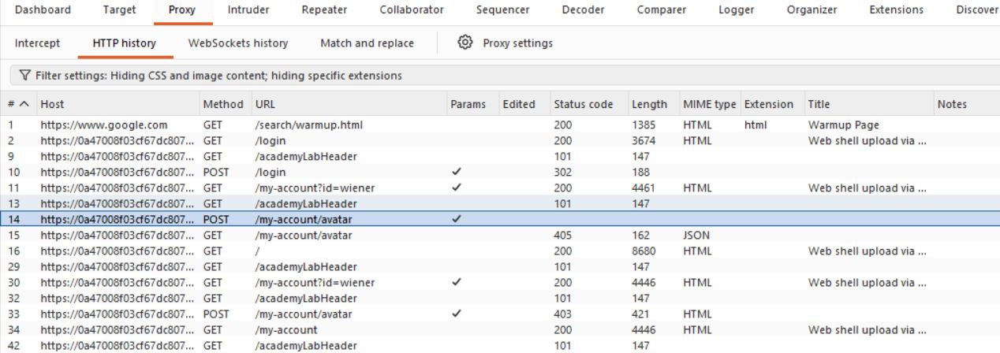 Dashboard Target Proxy Intruder Repeater Collaborator Sequencer Decoder Comparer Logger Organizer Extensions Discover
Intercept HTTP history WebSockets history Match and replace Proxy settings
Filter settings: Hiding CSS and image content; hiding specific extensions
# Host Method URL Params Edited Status code Length MIME type Extension Title Notes
1 https://www.google.com GET /search/warmup.html 200 1385 HTML html Warmup Page
2 https://0a47008f03cf67dc807... GET /login 200 3674 HTML Web shell upload via ...
9 https://0a47008f03cf67dc807... GET /academyLabHeader 101 147
10 https://0a47008f03cf67dc807... POST /login ✓ 302 188
11 https://0a47008f03cf67dc807... GET /my-account?id=wiener ✓ 200 4461 HTML Web shell upload via ...
13 https://0a47008f03cf67dc807... GET /academyLabHeader 101 147
14 https://0a47008f03cf67dc807... POST /my-account/avatar ✓
15 https://0a47008f03cf67dc807... GET /my-account/avatar 405 162 JSON
16 https://0a47008f03cf67dc807... GET / 200 8680 HTML Web shell upload via ...
29 https://0a47008f03cf67dc807... GET /academyLabHeader 101 147
30 https://0a47008f03cf67dc807... GET /my-account?id=wiener ✓ 200 4446 HTML Web shell upload via ...
32 https://0a47008f03cf67dc807... GET /academyLabHeader 101 147
33 https://0a47008f03cf67dc807... POST /my-account/avatar ✓ 403 421 HTML
34 https://0a47008f03cf67dc807... GET /my-account 200 4446 HTML Web shell upload via ...
42 https://0a47008f03cf67dc807... GET /academyLabHeader 101 147